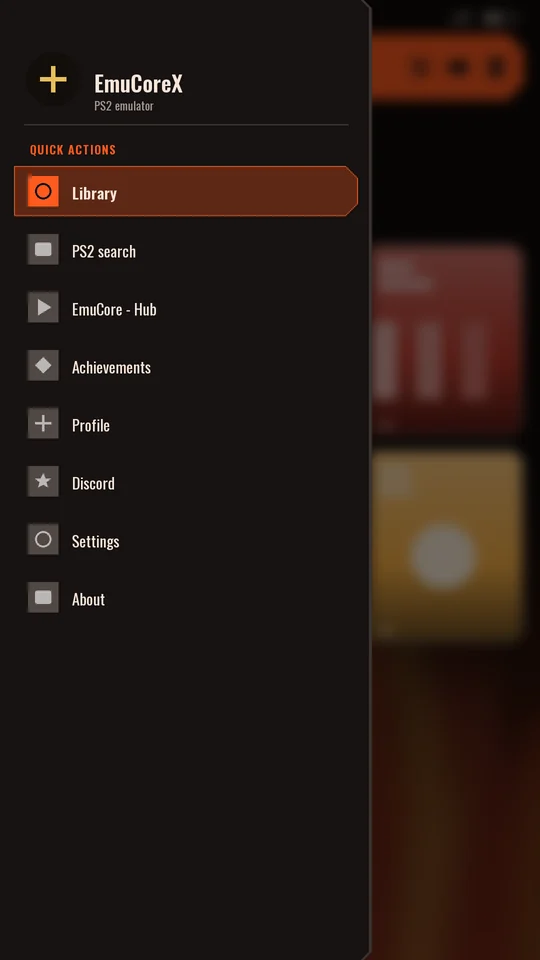 EmuCoreX
PS2 emulator
QUICK ACTIONS
Library
PS2 search
EmuCore - Hub
Achievements
Profile
Discord
Settings
About